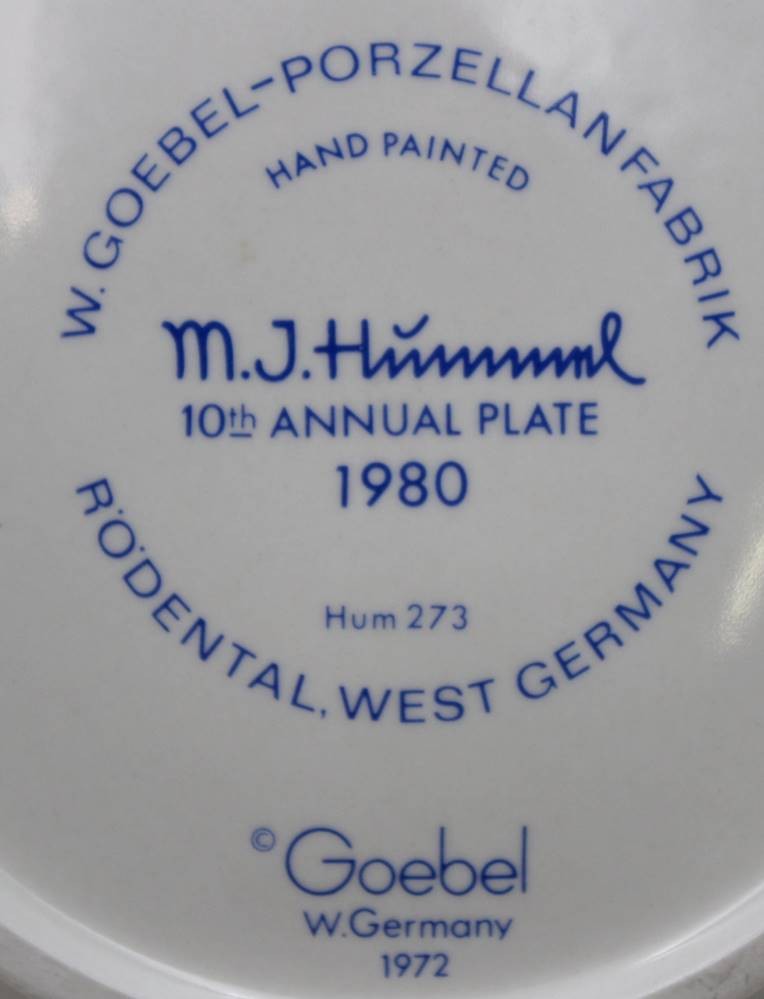 W. GOEBEL-PORZELLANFABRIK
HAND PAINTED
M.J. Hummel
10th ANNUAL PLATE
1980
Hum 273
RÖDENTAL, WEST GERMANY
© Goebel
W.Germany
1972